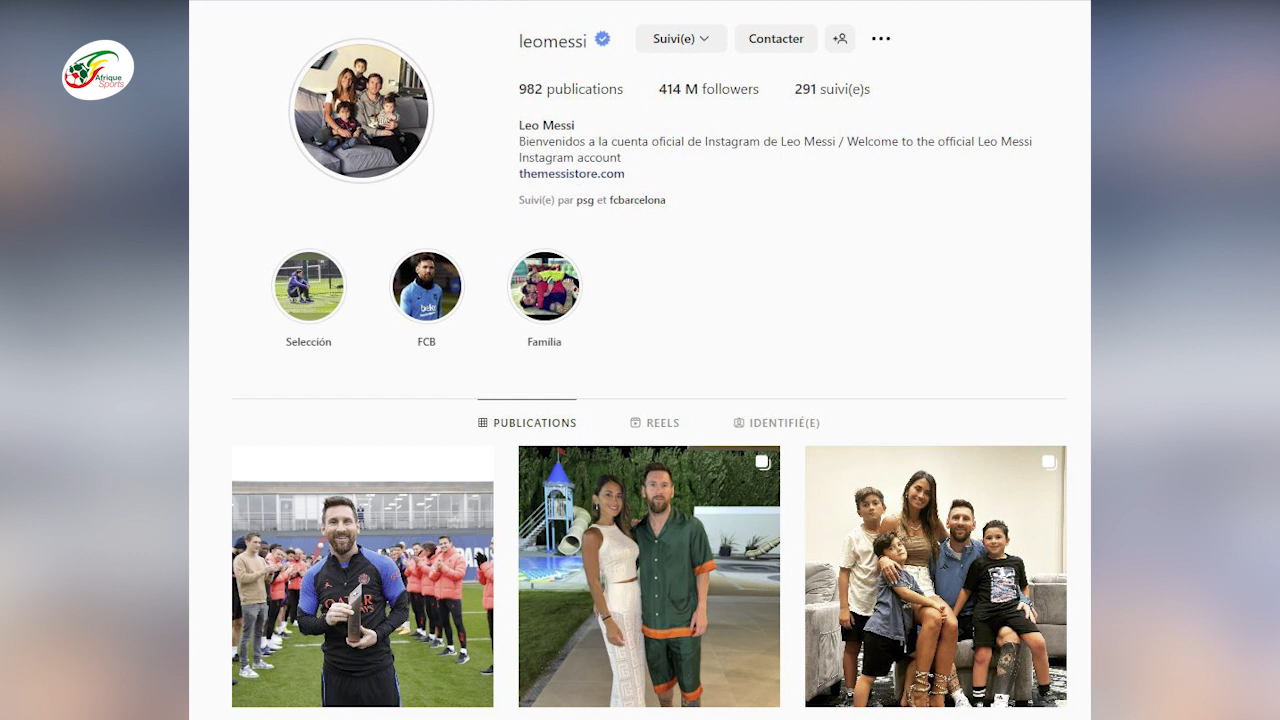 Afrique
Sports
leomessi
Suivi(e)
Contacter
982 publications
414 M followers
291 suivi(e)s
Leo Messi
Bienvenidos a la cuenta oficial de Instagram de Leo Messi / Welcome to the official Leo Messi
Instagram account
themessistore.com
Suivi(e) par psg et fcbarcelona
beko
Selección
FCB
Familia
PUBLICATIONS
REELS
IDENTIFIÉ(E)
PARIS
QATAR